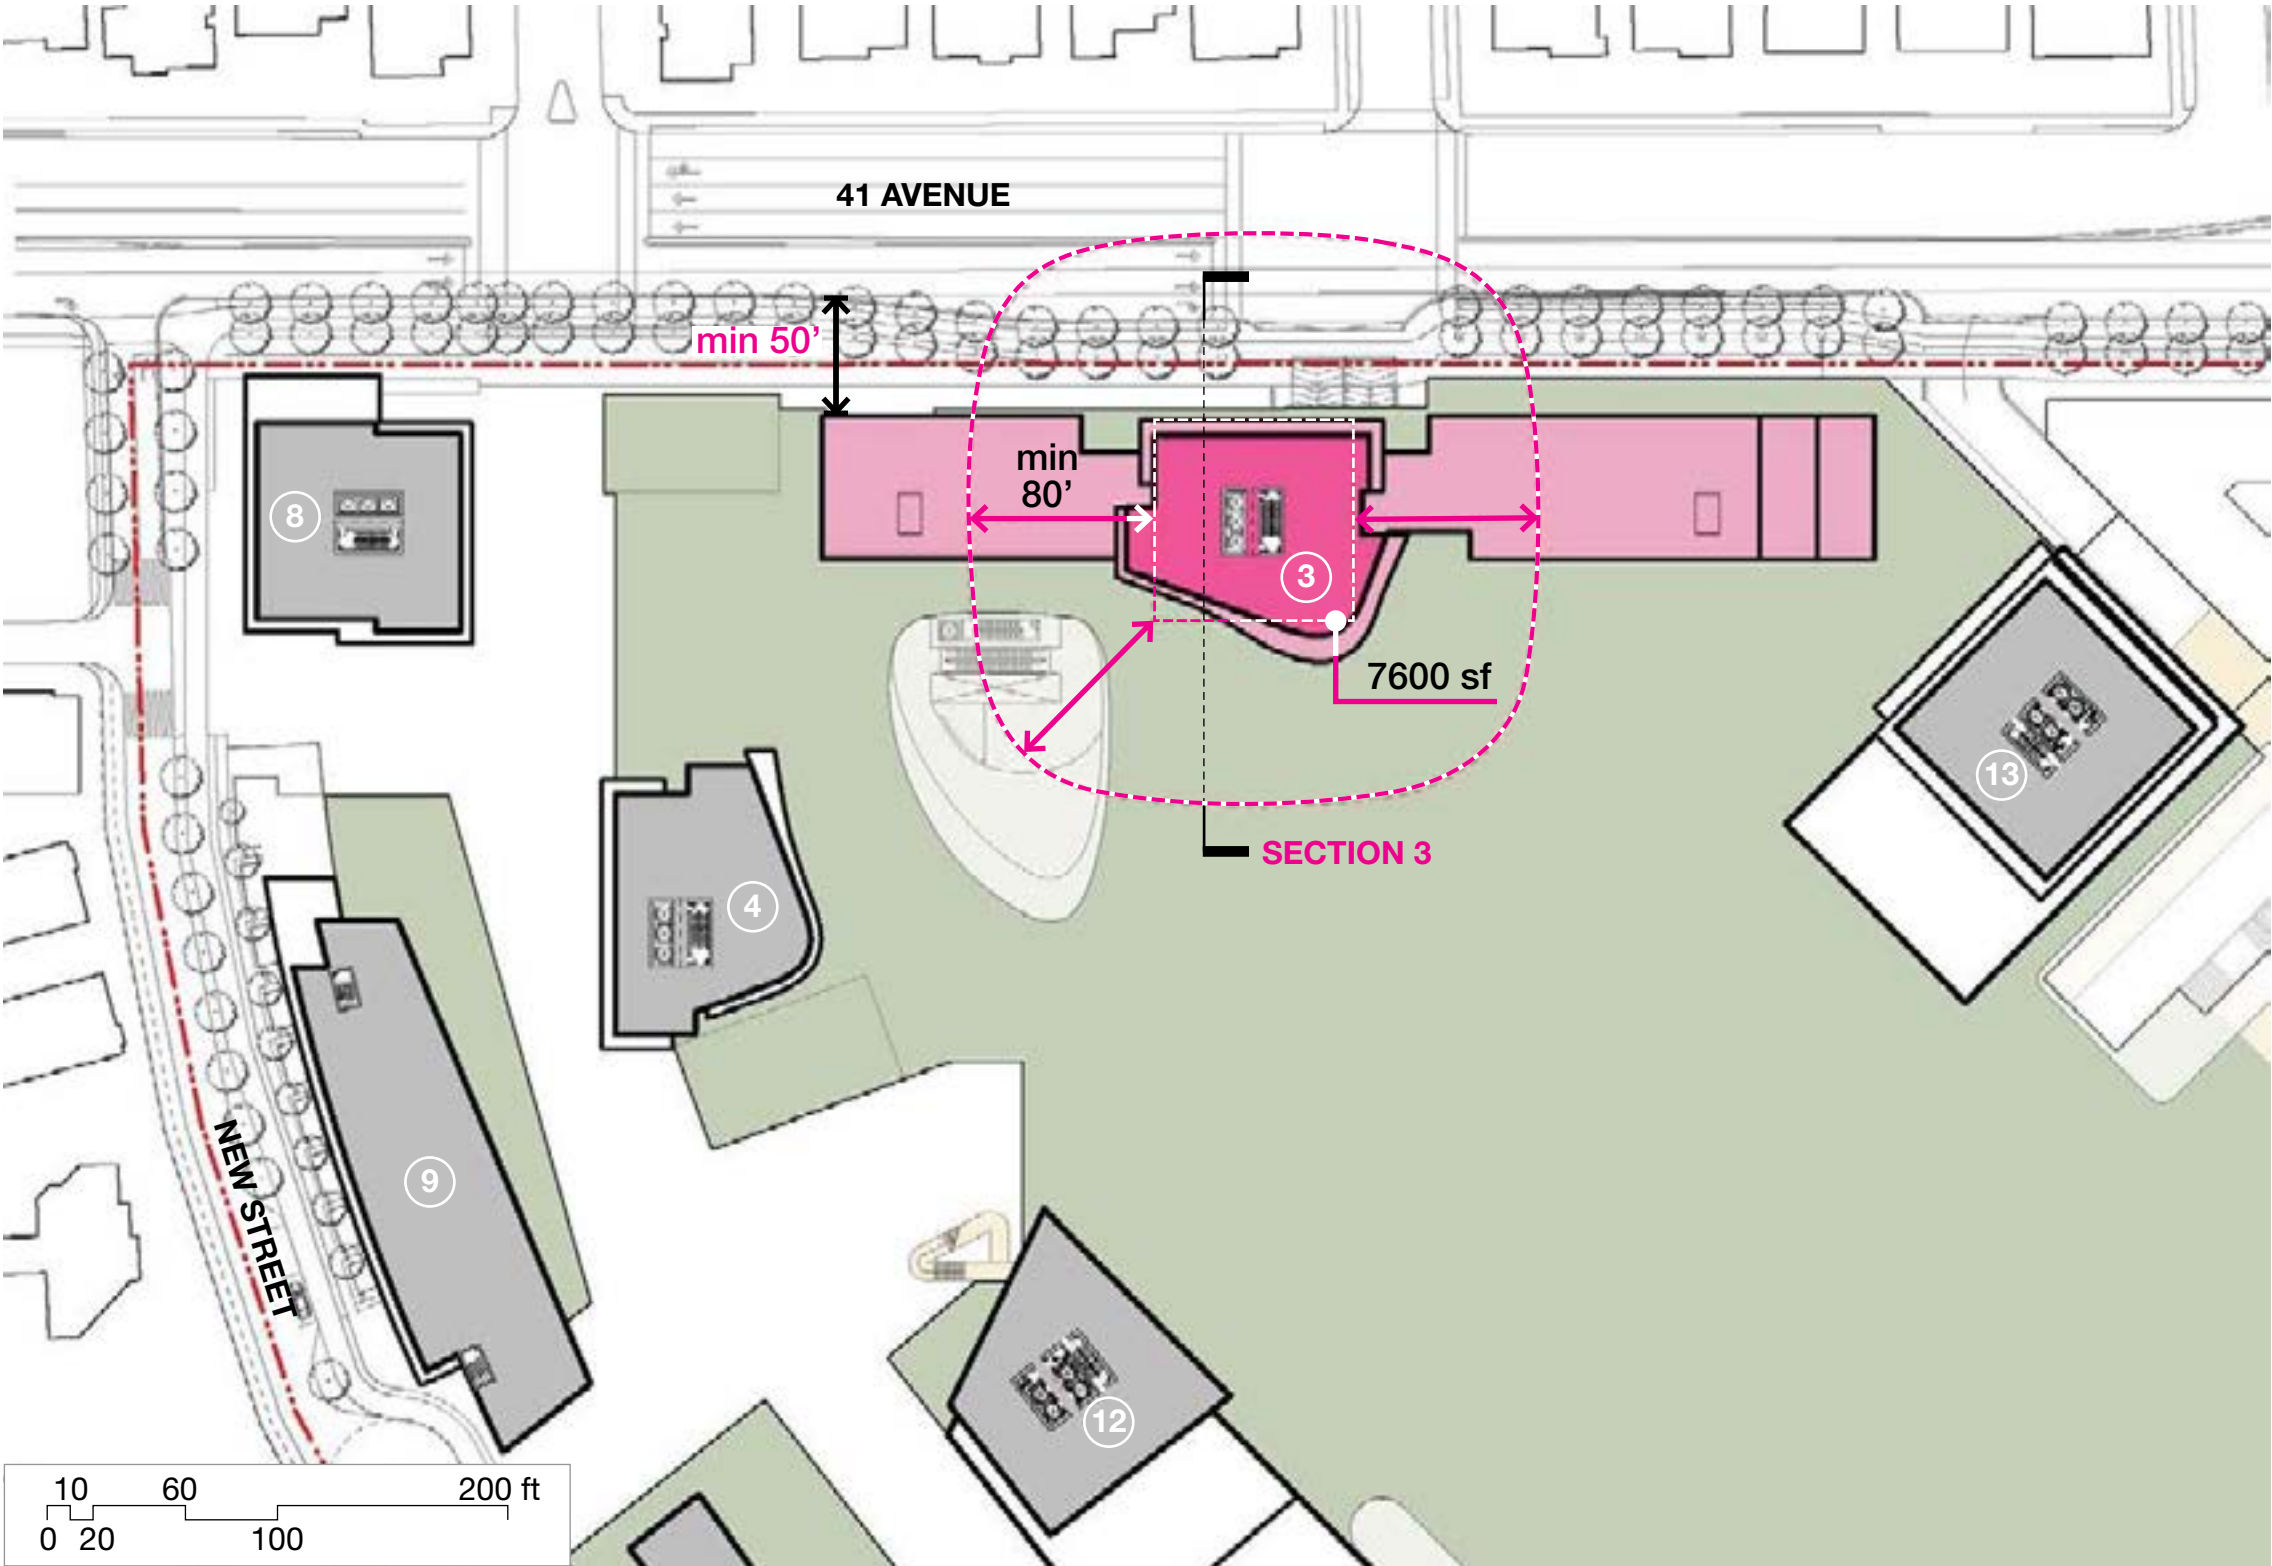 41 AVENUE
min 50’
min
80’
8
3
7600 sf
13
SECTION 3
4
9
NEW STREET
12
10 60 200 ft
0 20 100